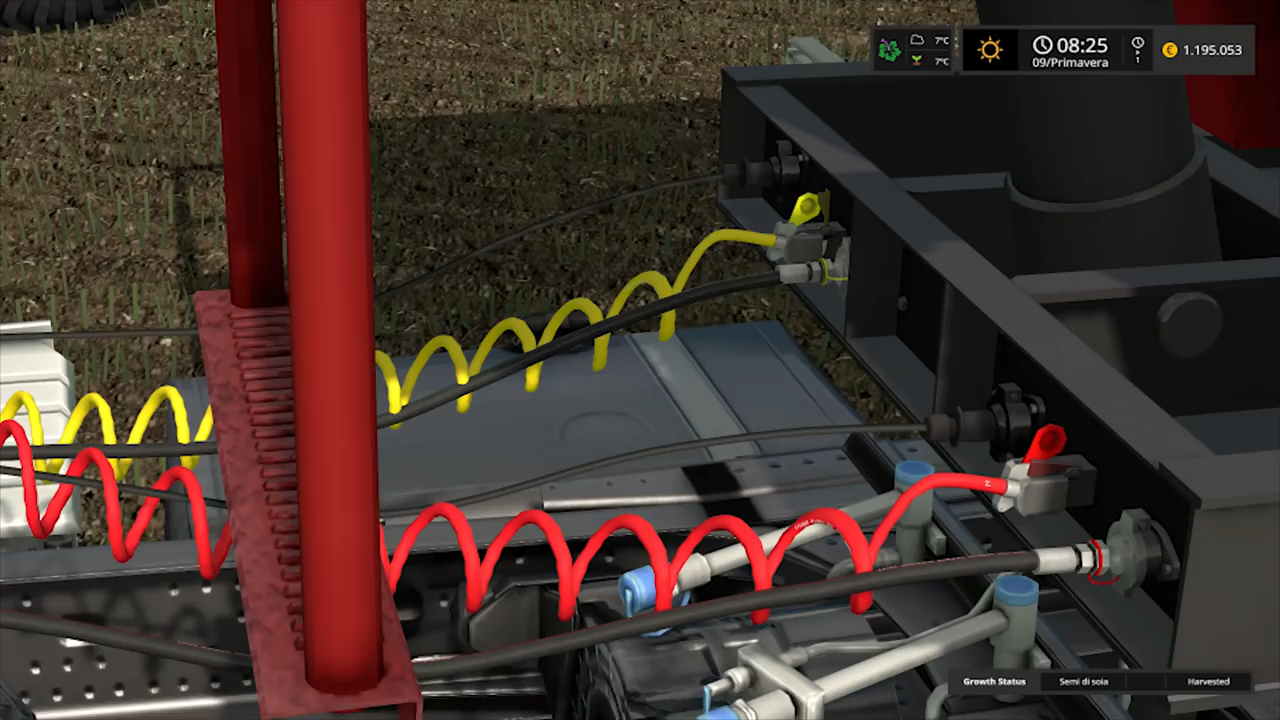 7°C
7°C
08:25
09/Primavera
1
1.195.053
Growth Status
Semi di soia
Harvested